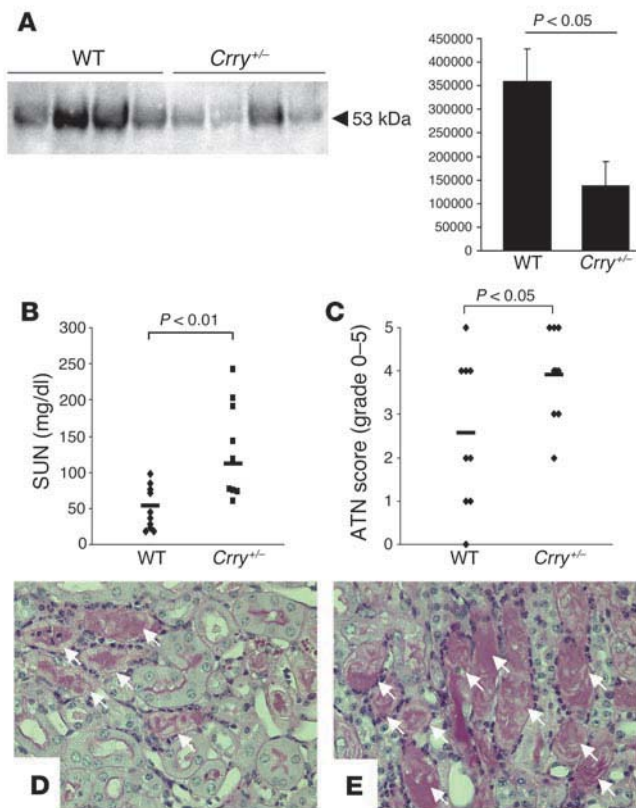 A
WT
Crry+/–
53 kDa
P < 0.05
450000
400000
350000
300000
250000
200000
150000
100000
50000
0
WT
Crry+/–
B
P < 0.01
SUN (mg/dl)
300
250
200
150
100
50
0
WT
Crry+/–
C
P < 0.05
ATN score (grade 0–5)
5
4
3
2
1
0
WT
Crry+/–
D
E